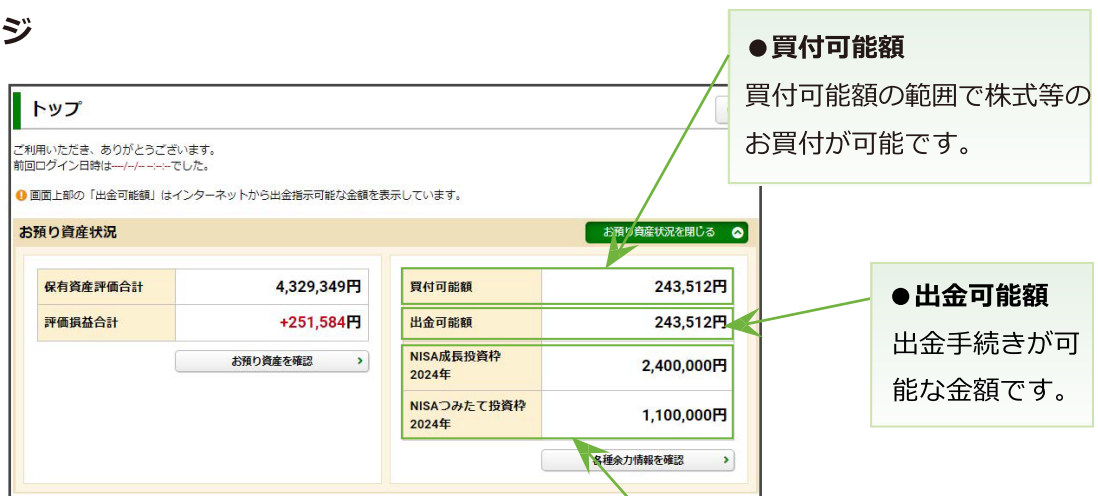 ジ
●買付可能額
買付可能額の範囲で株式等の
お買付が可能です。
トップ
ご利用いただき、ありがとうございます。
前回ログイン日時は----/--/-- --:--:--でした。
画面上部の「出金可能額」はインターネットから出金指示可能な金額を表示しています。
お預り資産状況
お預り資産状況を閉じる
保有資産評価合計 4,329,349円
評価損益合計 +251,584円
お預り資産を確認
買付可能額 243,512円
出金可能額 243,512円
NISA成長投資枠
2024年 2,400,000円
NISAつみたて投資枠
2024年 1,100,000円
各種余力情報を確認
●出金可能額
出金手続きが可
能な金額です。